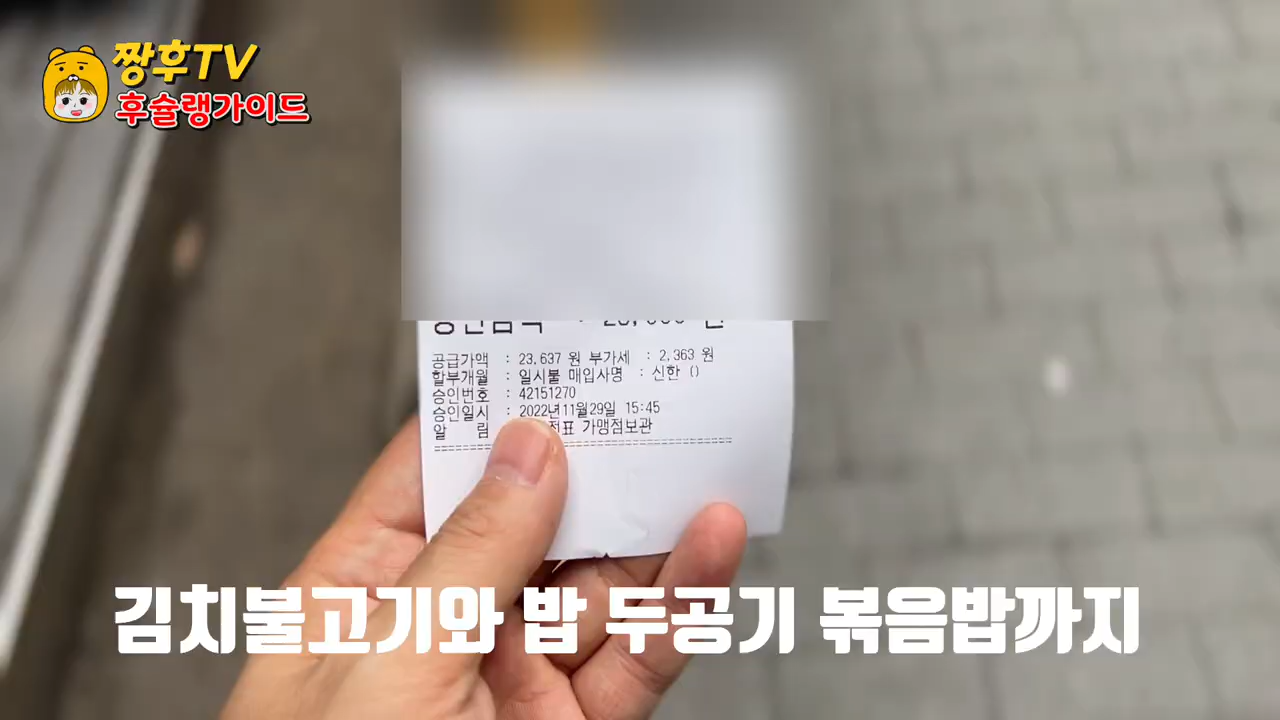 짱후TV
후슐랭가이드
공급가액 : 23,637 원 부가세 : 2,363 원
할부개월 : 일시불 매입사명 : 신한 ()
승인번호 : 42151270
승인일시 : 2022년11월29일 15:45
알 림 전표 가맹점보관
김치불고기와 밥 두공기 볶음밥까지